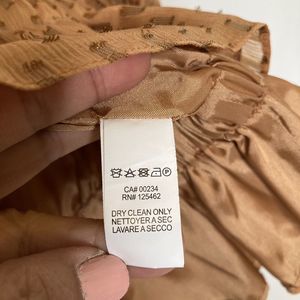 CA# 00234
RN# 125462
DRY CLEAN ONLY
NETTOYER A SEC
LAVARE A SECCO